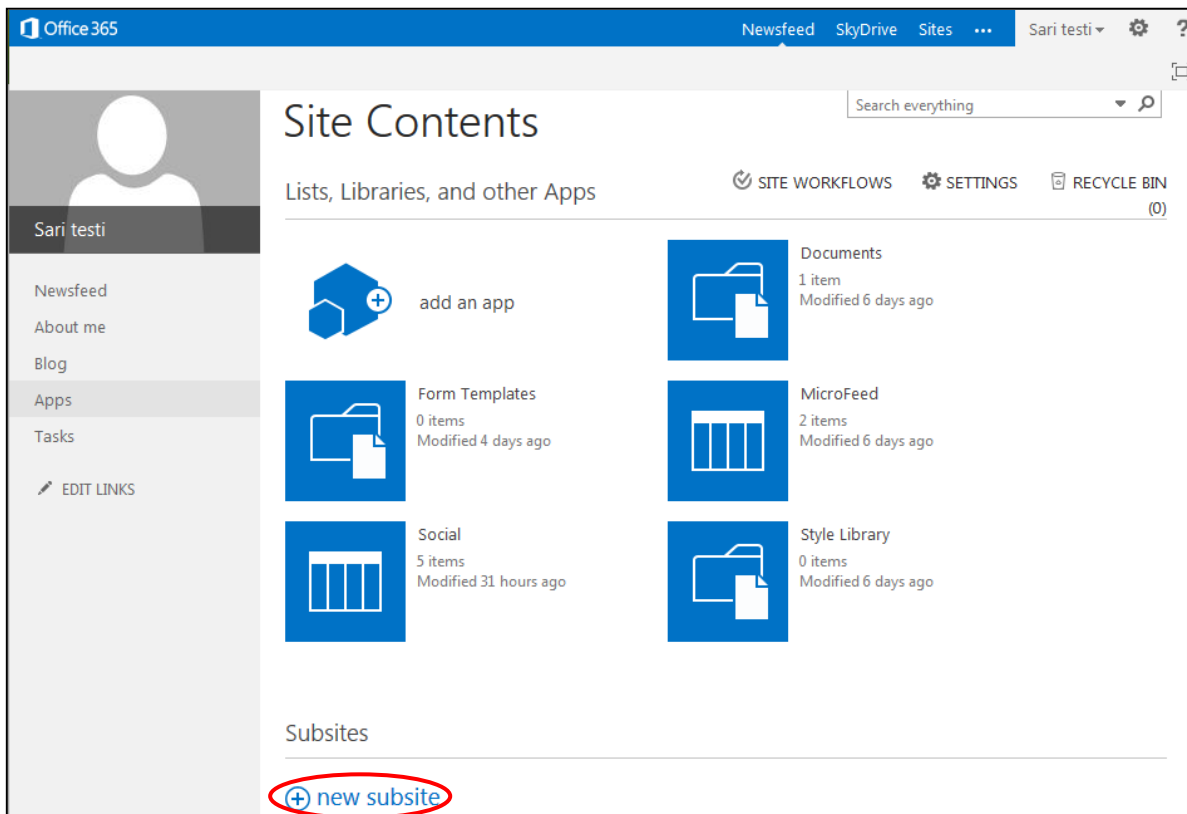 Office 365
Newsfeed SkyDrive Sites ... Sari testi ?
Search everything
Site Contents
Lists, Libraries, and other Apps
SITE WORKFLOWS SETTINGS RECYCLE BIN
(0)
Sari testi
Newsfeed
About me
Blog
Apps
Tasks
EDIT LINKS
add an app
Documents
1 item
Modified 6 days ago
Form Templates
0 items
Modified 4 days ago
MicroFeed
2 items
Modified 6 days ago
Social
5 items
Modified 31 hours ago
Style Library
0 items
Modified 6 days ago
Subsites
new subsite